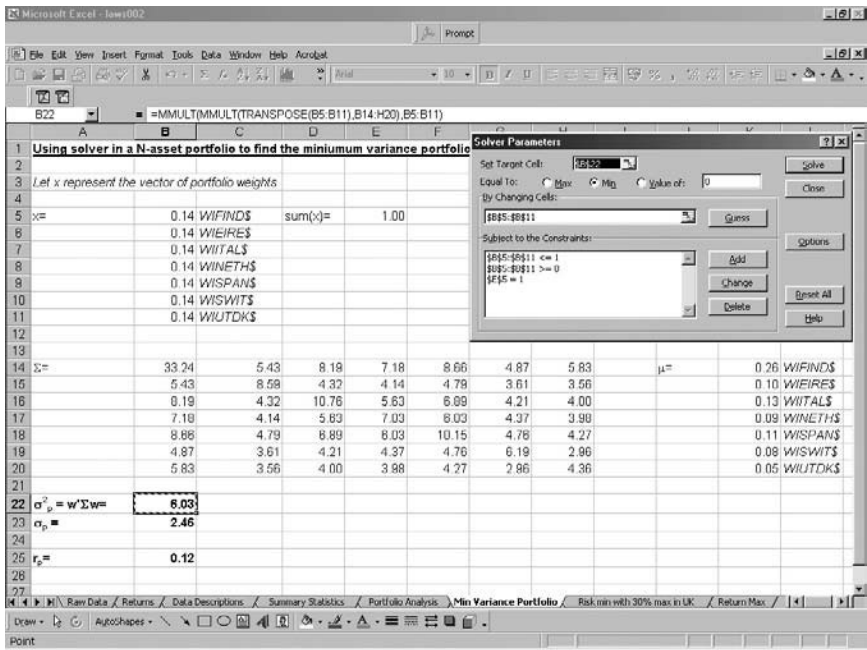 Microsoft Excel - laws002
Prompt
File Edit View Insert Format Tools Data Window Help Acrobat
Arial 10 B I U
B22 = =MMULT(MMULT(TRANSPOSE(B5:B11),B14:H20),B5:B11)
A B C D E F
1 Using solver in a N-asset portfolio to find the miniumum variance portfolio
2
3 Let x represent the vector of portfolio weights
4
5 x= 0.14 WIFIND$ sum(x)= 1.00
6 0.14 WIEIRE$
7 0.14 WIITAL$
8 0.14 WINETH$
9 0.14 WISPAN$
10 0.14 WISWIT$
11 0.14 WIUTDK$
12
13
Solver Parameters
Set Target Cell: $B$22 Solve
Equal To: Max Min Value of: 0 Close
By Changing Cells:
$B$5:$B$11 Guess
Subject to the Constraints: Options
$B$5:$B$11 <= 1 Add
$B$5:$B$11 >= 0 Change
$E$5 = 1 Reset All
Delete
Help
14 Σ= 33.24 5.43 8.19 7.18 8.66 4.87 5.83 μ= 0.26 WIFIND$
15 5.43 8.59 4.32 4.14 4.79 3.61 3.56 0.10 WIEIRE$
16 8.19 4.32 10.76 5.63 6.89 4.21 4.00 0.13 WIITAL$
17 7.18 4.14 5.63 7.03 6.03 4.37 3.98 0.09 WINETH$
18 8.66 4.79 6.89 6.03 10.15 4.76 4.27 0.11 WISPAN$
19 4.87 3.61 4.21 4.37 4.76 6.19 2.96 0.08 WISWIT$
20 5.83 3.56 4.00 3.98 4.27 2.96 4.36 0.05 WIUTDK$
21
22 σ²p = w'Σw= 6.03
23 σp = 2.46
24
25 rp= 0.12
26
27
Raw Data Returns Data Descriptions Summary Statistics Portfolio Analysis Min Variance Portfolio Risk min with 30% max in UK Return Max
Draw AutoShapes
Point